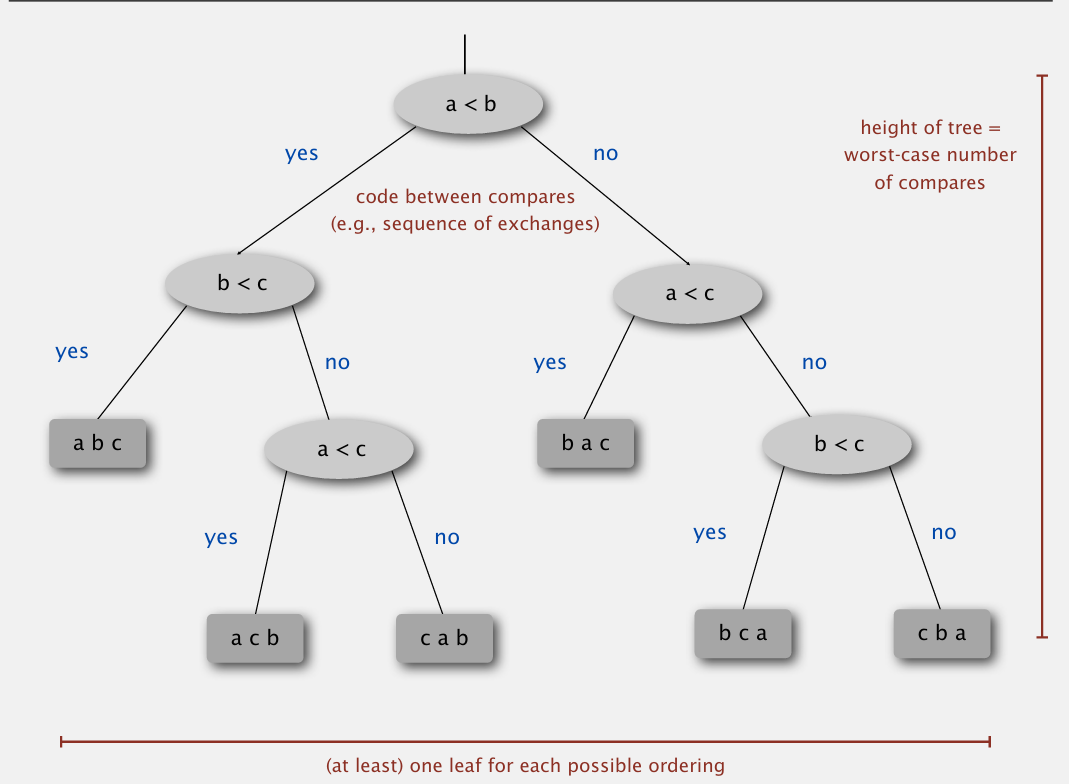 a < b
height of tree =
worst-case number
of compares
yes
no
code between compares
(e.g., sequence of exchanges)
b < c
a < c
yes
no
yes
no
a b c
a < c
b a c
b < c
yes
no
yes
no
a c b
c a b
b c a
c b a
(at least) one leaf for each possible ordering